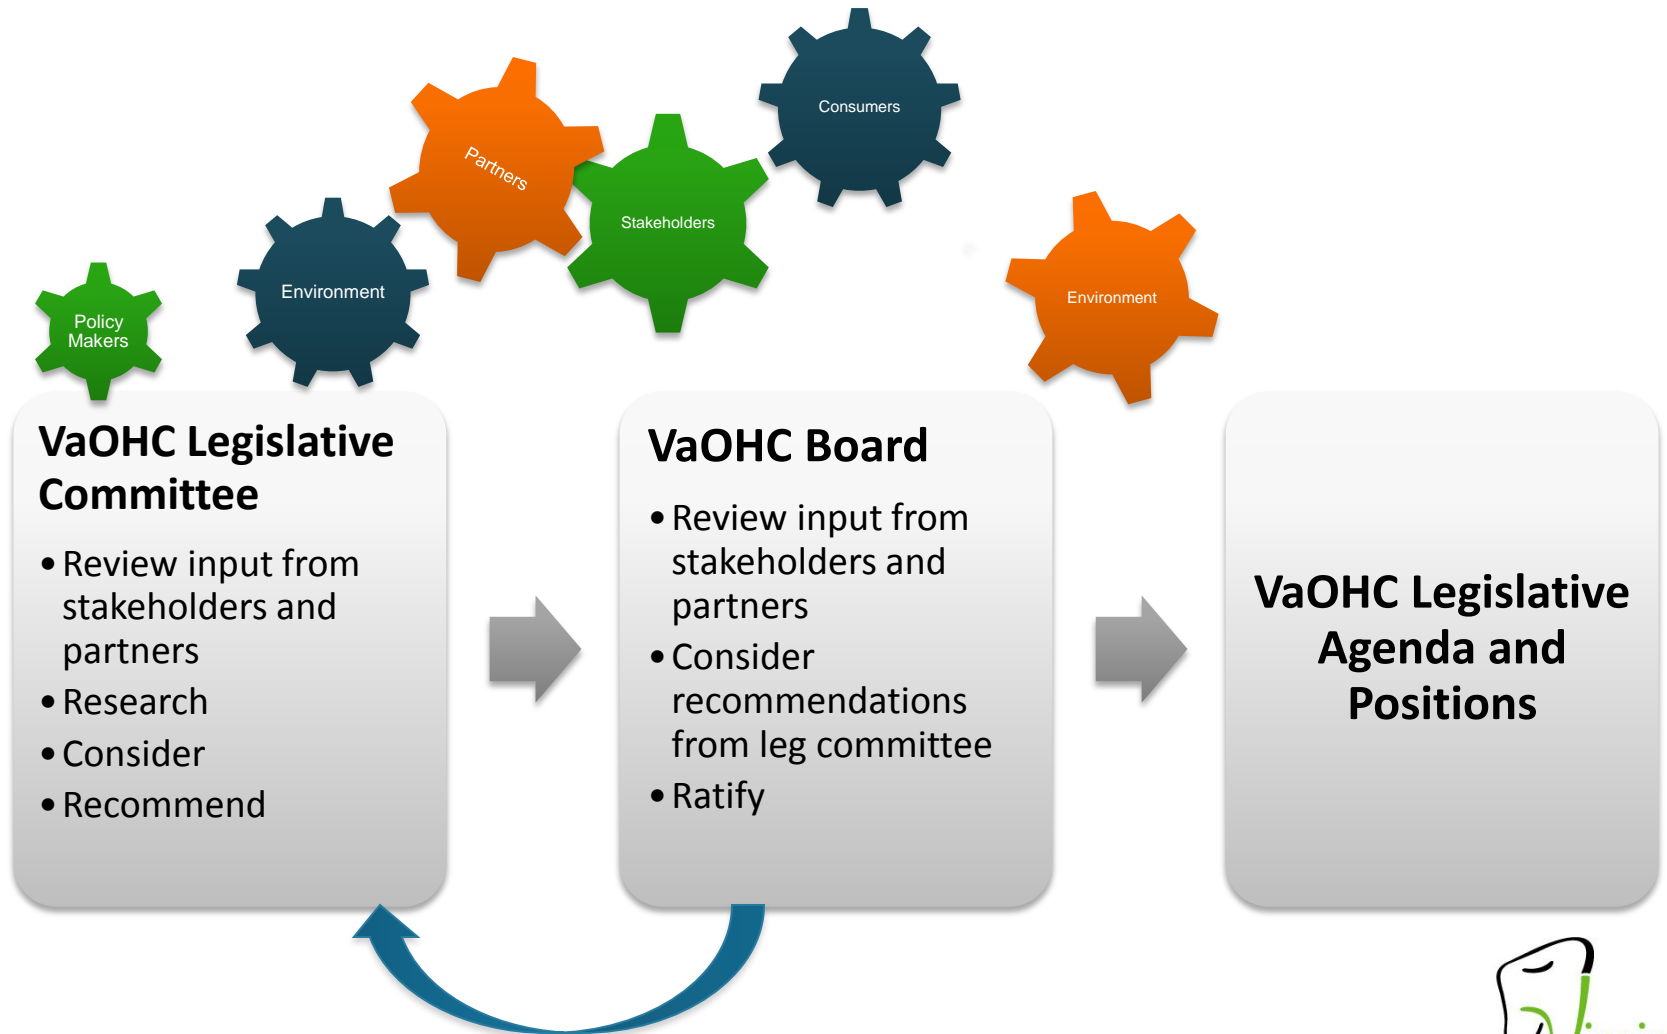 Consumers
Partners
Stakeholders
Environment
Environment
Policy
Makers
VaOHC Legislative
Committee
•Review input from
stakeholders and
partners
•Research
•Consider
•Recommend
VaOHC Board
•Review input from
stakeholders and
partners
•Consider
recommendations
from leg committee
•Ratify
VaOHC Legislative
Agenda and
Positions